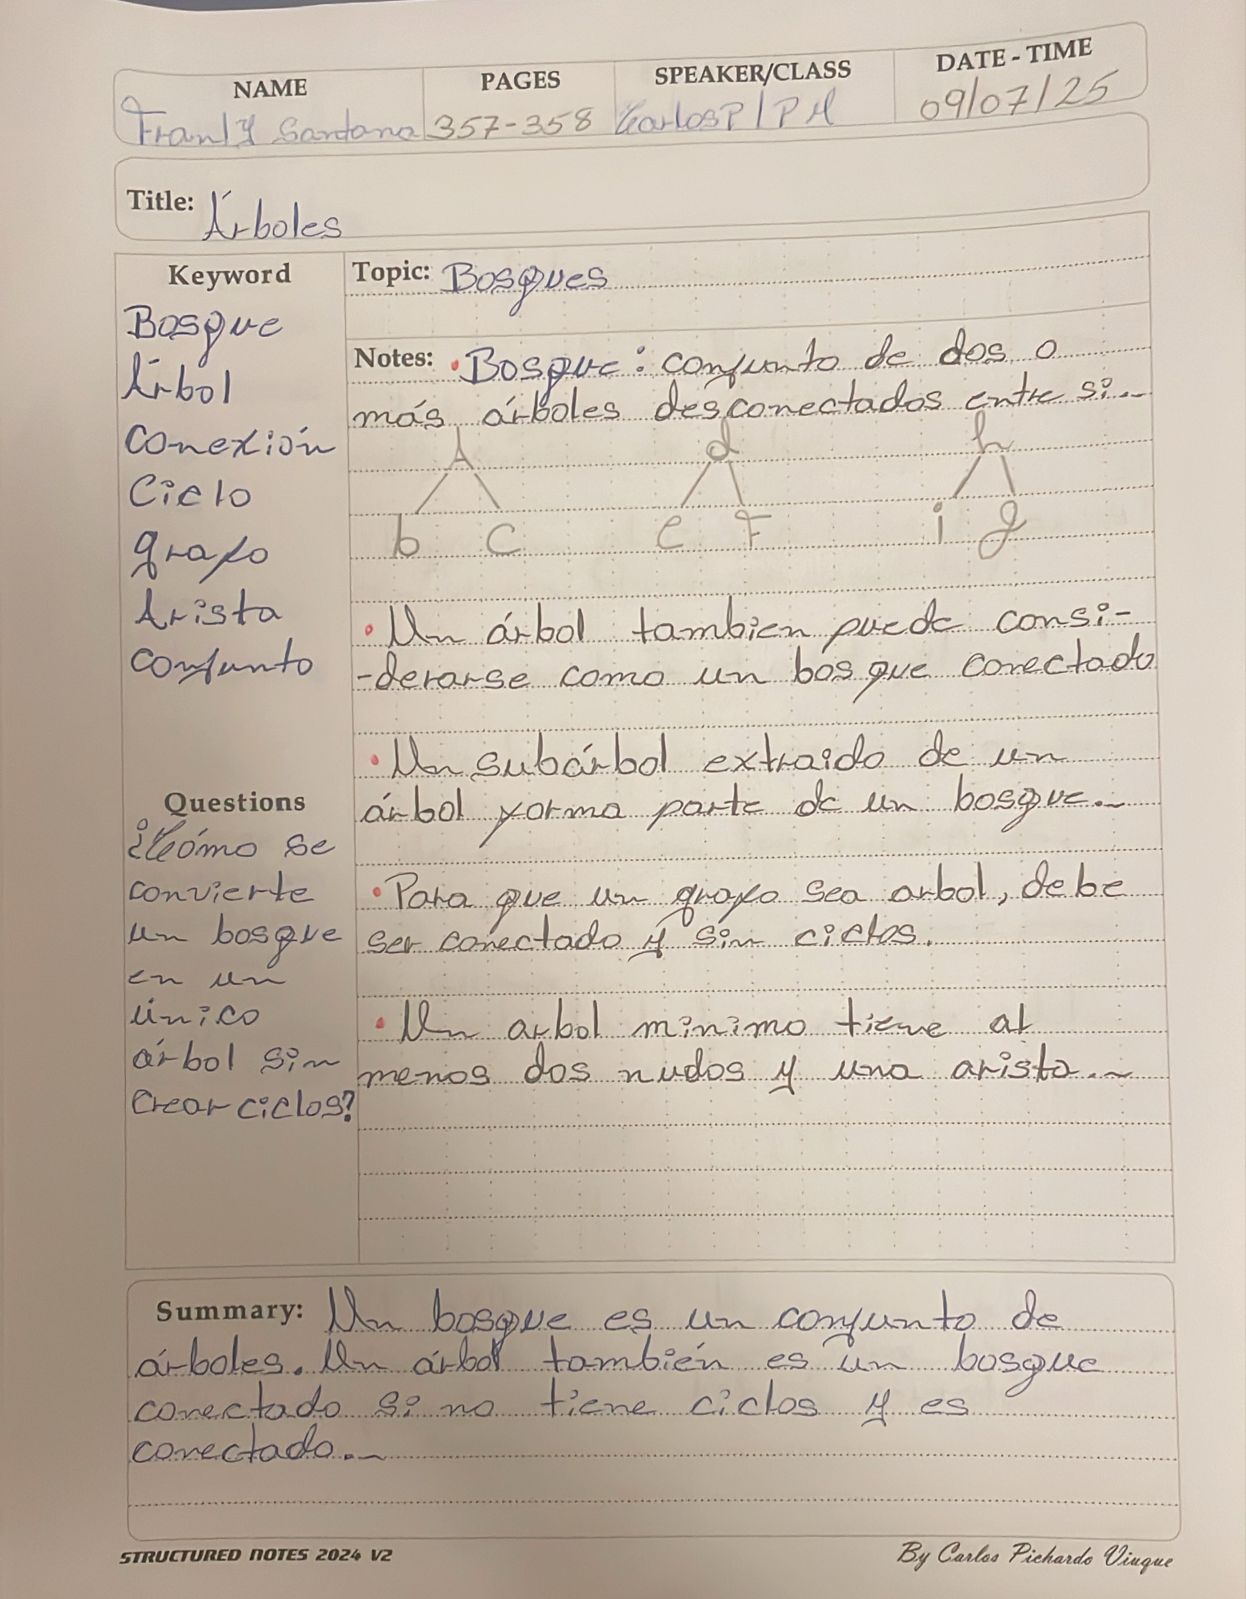 NAME PAGES SPEAKER/CLASS DATE - TIME
Franly Santana 357-358 CarlosP/PM 09/07/25
Title: Árboles
Keyword
Bosque
Árbol
Conexión
Ciclo
grafo
Arista
Conjunto
Questions
¿Cómo se
convierte
un bosque
en un
único
árbol sin
crear ciclos?
Topic: Bosques
Notes: • Bosque: conjunto de dos o
más árboles desconectados entre si..
A d h
b c e f i g
• Un árbol tambien puede consi-
-derarse como un bosque conectado
• Un subárbol extraido de un
árbol forma parte de un bosque..
• Para que un grafo sea arbol, debe
ser conectado y sin ciclos.
• Un arbol minimo tiene al
menos dos nudos y una arista..
Summary: Un bosque es un conjunto de
árboles. Un árbol también es un bosque
conectado si no tiene ciclos y es
conectado..
STRUCTURED NOTES 2024 V2
By Carlos Pichardo Viuque